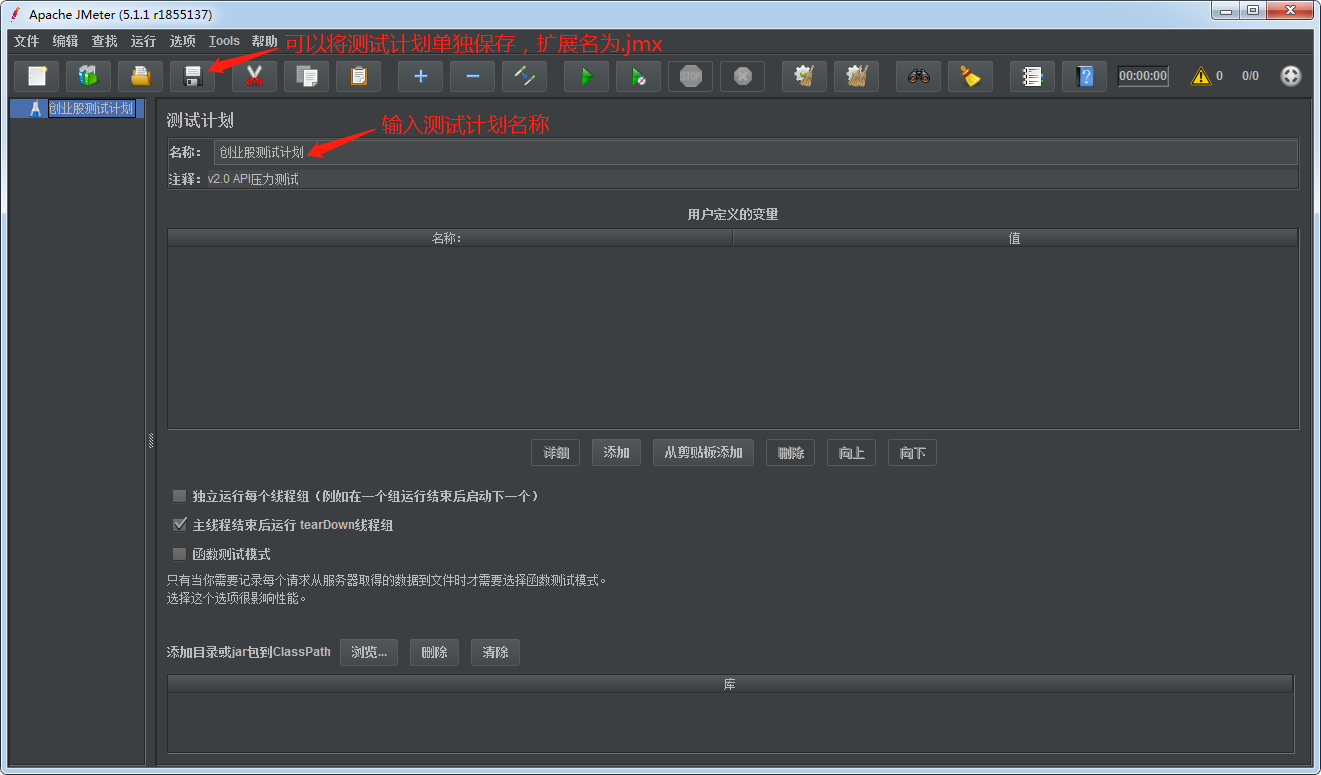 Apache JMeter (5.1.1 r1855137)
文件 编辑 查找 运行 选项 Tools 帮助
可以将测试计划单独保存，扩展名为.jmx
STOP
00:00:00 0 0/0
创业股测试计划
测试计划
输入测试计划名称
名称： 创业股测试计划
注释： v2.0 API压力测试
用户定义的变量
名称： 值
详细 添加 从剪贴板添加 删除 向上 向下
独立运行每个线程组（例如在一个组运行结束后启动下一个）
主线程结束后运行 tearDown线程组
函数测试模式
只有当你需要记录每个请求从服务器取得的数据到文件时才需要选择函数测试模式。
选择这个选项很影响性能。
添加目录或jar包到ClassPath 浏览... 删除 清除
库